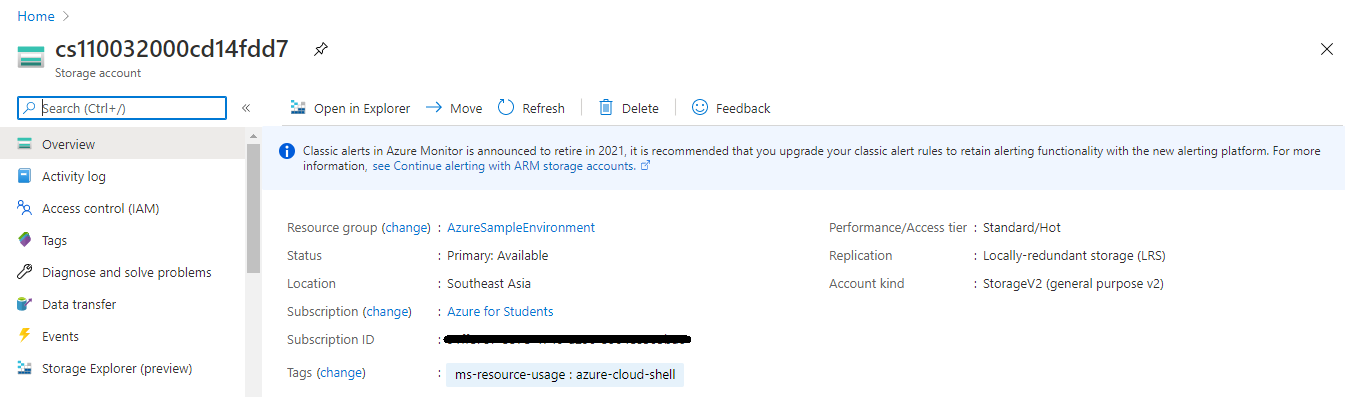 Home
cs110032000cd14fdd7
Storage account
Search (Ctrl+/)
Open in Explorer Move Refresh Delete Feedback
Overview
Activity log
Access control (IAM)
Tags
Diagnose and solve problems
Data transfer
Events
Storage Explorer (preview)
Classic alerts in Azure Monitor is announced to retire in 2021, it is recommended that you upgrade your classic alert rules to retain alerting functionality with the new alerting platform. For more
information, see Continue alerting with ARM storage accounts.
Resource group (change) : AzureSampleEnvironment
Status : Primary: Available
Location : Southeast Asia
Subscription (change) : Azure for Students
Subscription ID :
Tags (change) : ms-resource-usage : azure-cloud-shell
Performance/Access tier : Standard/Hot
Replication : Locally-redundant storage (LRS)
Account kind : StorageV2 (general purpose v2)